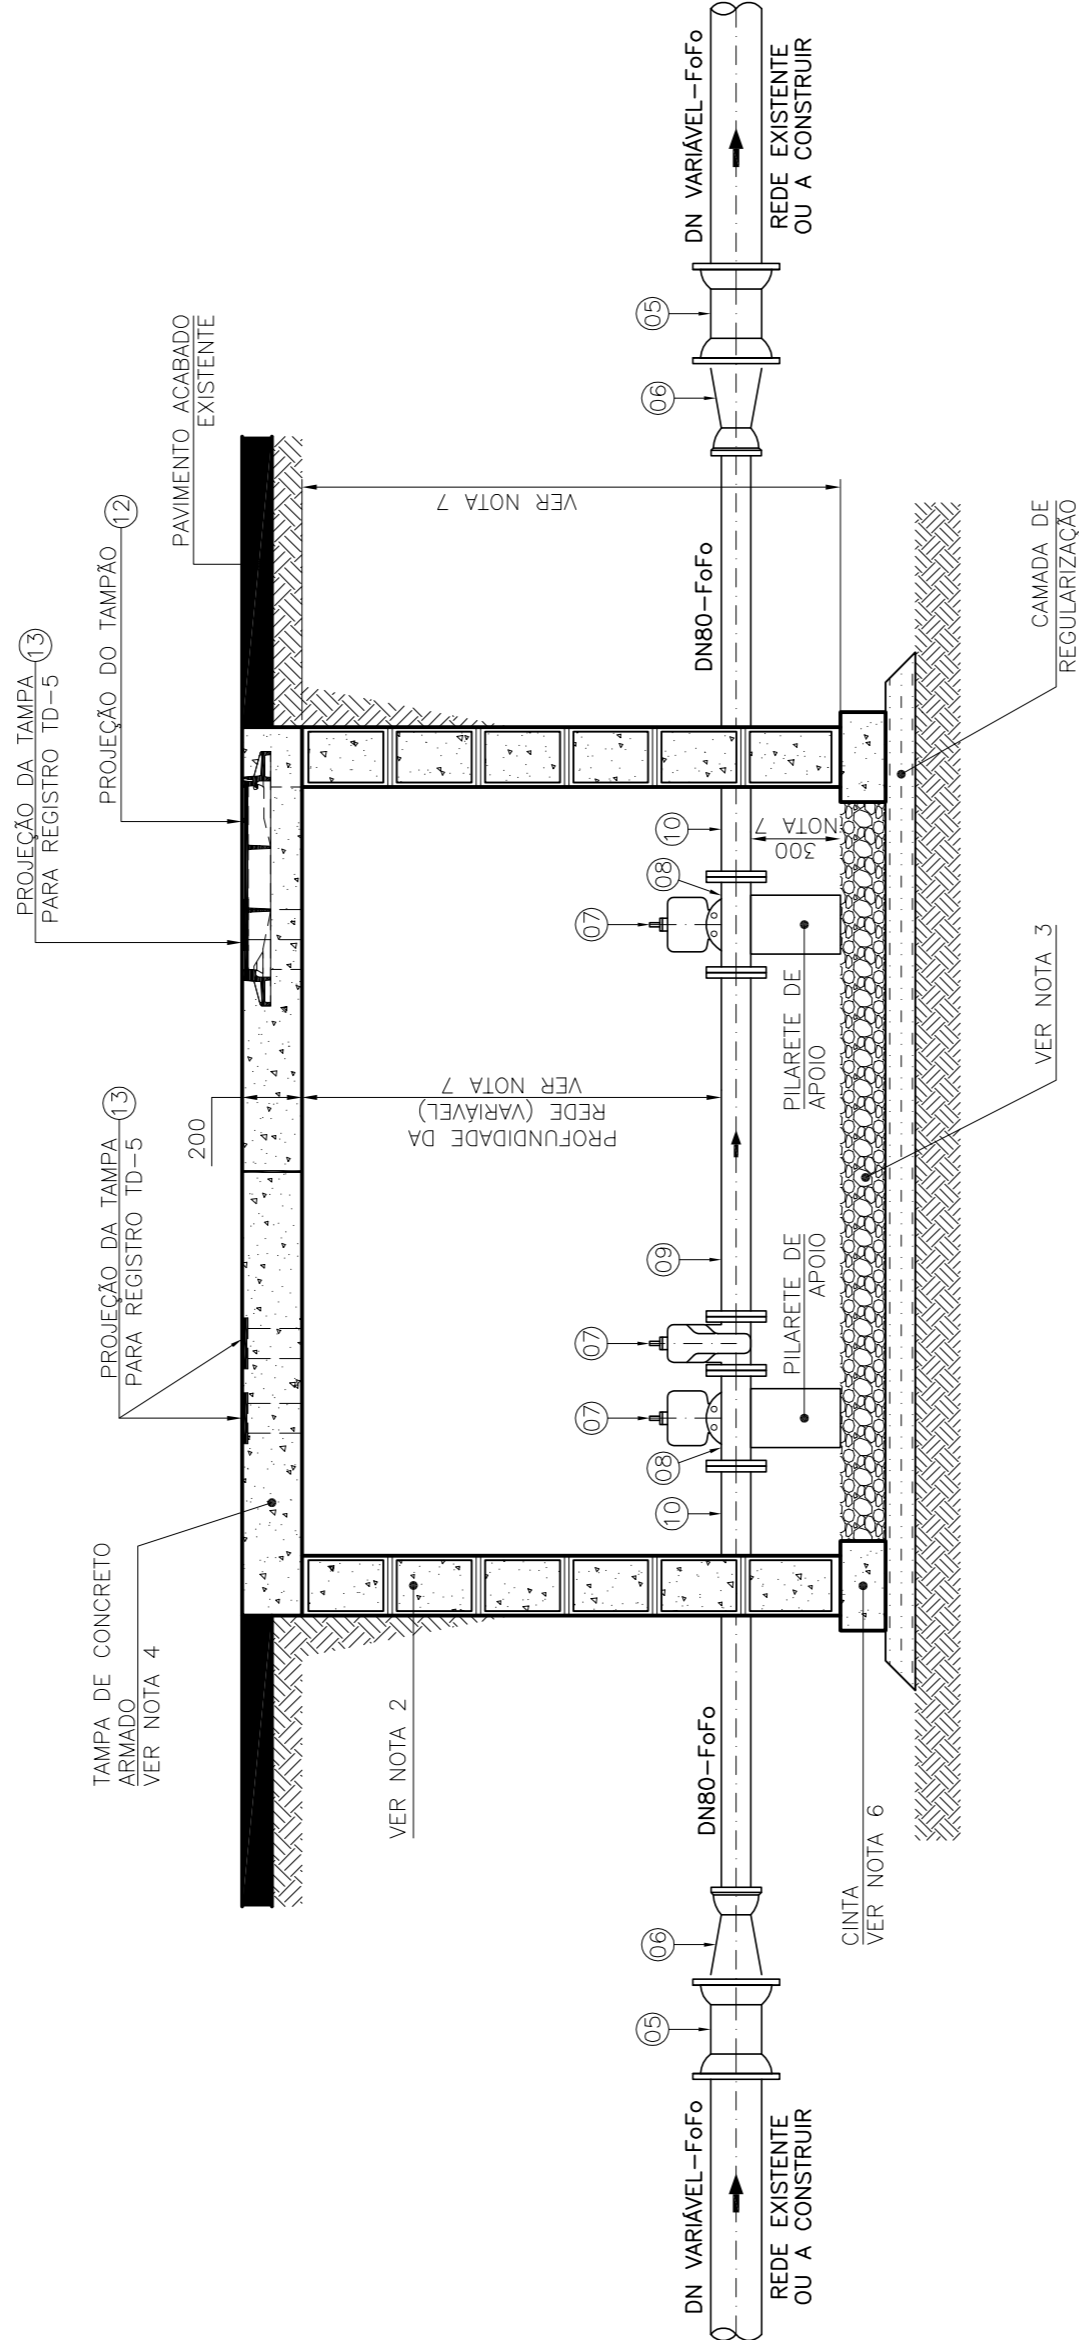 PROJEÇÃO DA TAMPA
PARA REGISTRO TD-5
13
PROJEÇÃO DO TAMPÃO
12
PAVIMENTO ACABADO
EXISTENTE
PROJEÇÃO DA TAMPA
PARA REGISTRO TD-5
13
TAMPA DE CONCRETO
ARMADO
VER NOTA 4
200
VER NOTA 2
PROFUNDIDADE DA
REDE (VARIÁVEL)
VER NOTA 7
VER NOTA 7
300
NOTA 7
DN VARIÁVEL-FoFo
REDE EXISTENTE
OU A CONSTRUIR
05
06
DN80-FoFo
10
08
07
07
09
07
08
10
DN80-FoFo
06
05
DN VARIÁVEL-FoFo
REDE EXISTENTE
OU A CONSTRUIR
PILARETE DE
APOIO
PILARETE DE
APOIO
CINTA
VER NOTA 6
VER NOTA 3
CAMADA DE
REGULARIZAÇÃO